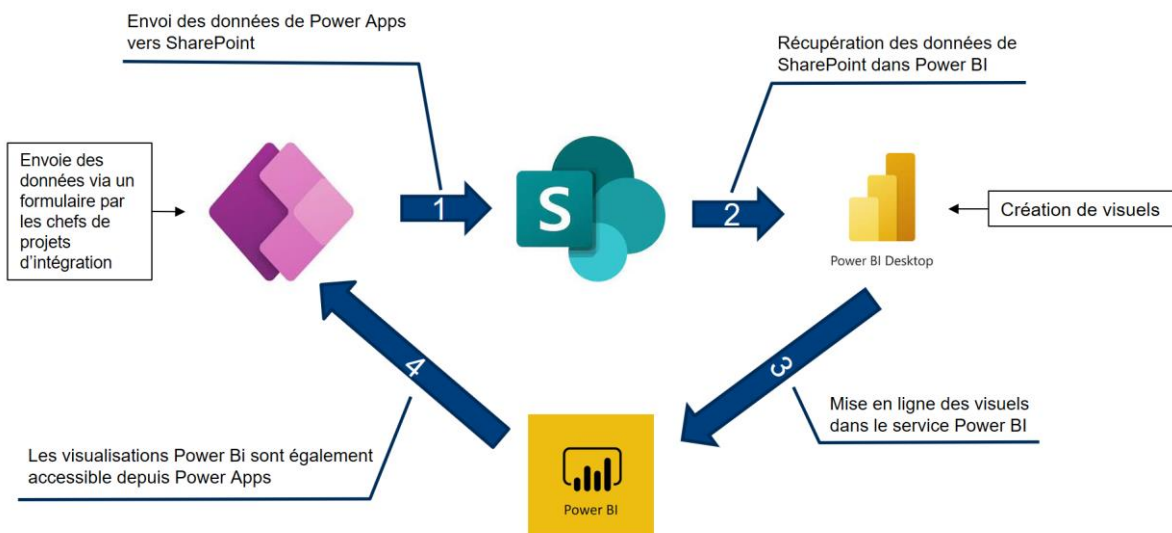 Envoi des données de Power Apps
vers SharePoint
Récupération des données de
SharePoint dans Power BI
Envoie des
données via un
formulaire par
les chefs de
projets
d'intégration
1
S
2
Power BI Desktop
Création de visuels
4
3
Mise en ligne des visuels
dans le service Power BI
Les visualisations Power Bi sont également
accessible depuis Power Apps
Power BI